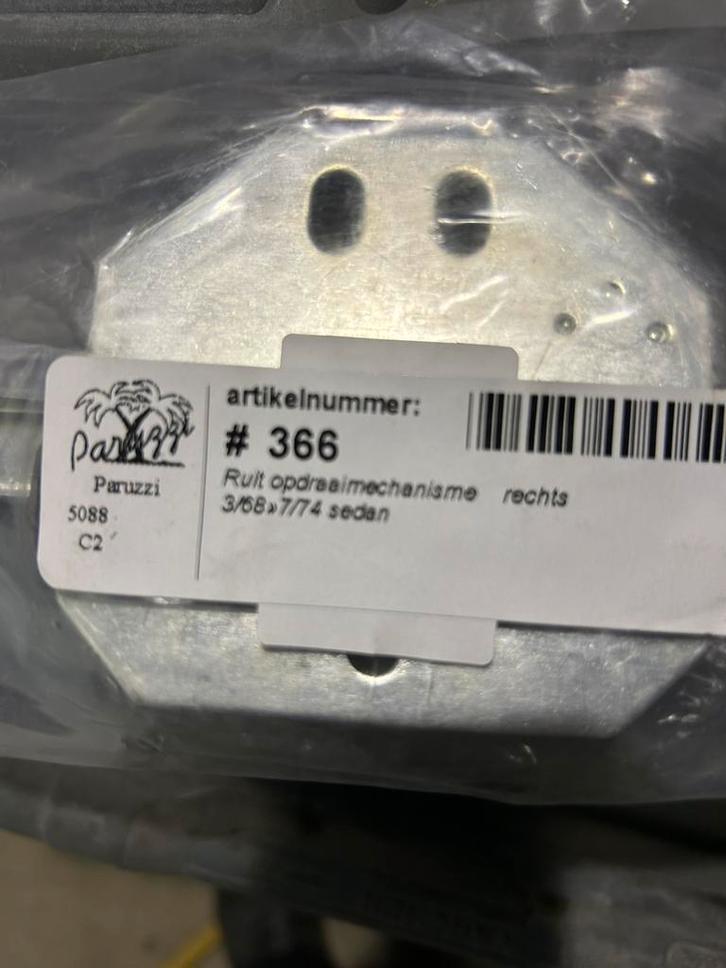 Paruzzi
Paruzzi
5088
C2
artikelnummer:
# 366
Ruit opdraaimechanisme rechts
3/68»7/74 sedan